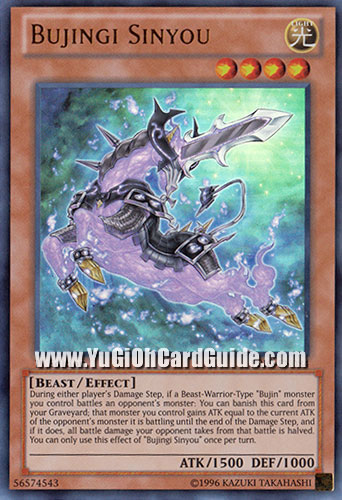 Bujingi Sinyou
LIGHT
光
www.YuGiOhCardGuide.com
[BEAST/EFFECT]
During either player's Damage Step, if a Beast-Warrior-Type "Bujin" monster
you control battles an opponent's monster: You can banish this card from
your Graveyard; that monster you control gains ATK equal to the current ATK
of the opponent's monster it is battling until the end of the Damage Step, and
if it does, all battle damage your opponent takes from that battle is halved.
You can only use this effect of "Bujingi Sinyou" once per turn.
ATK/1500 DEF/1000
56574543
©1996 KAZUKI TAKAHASHI